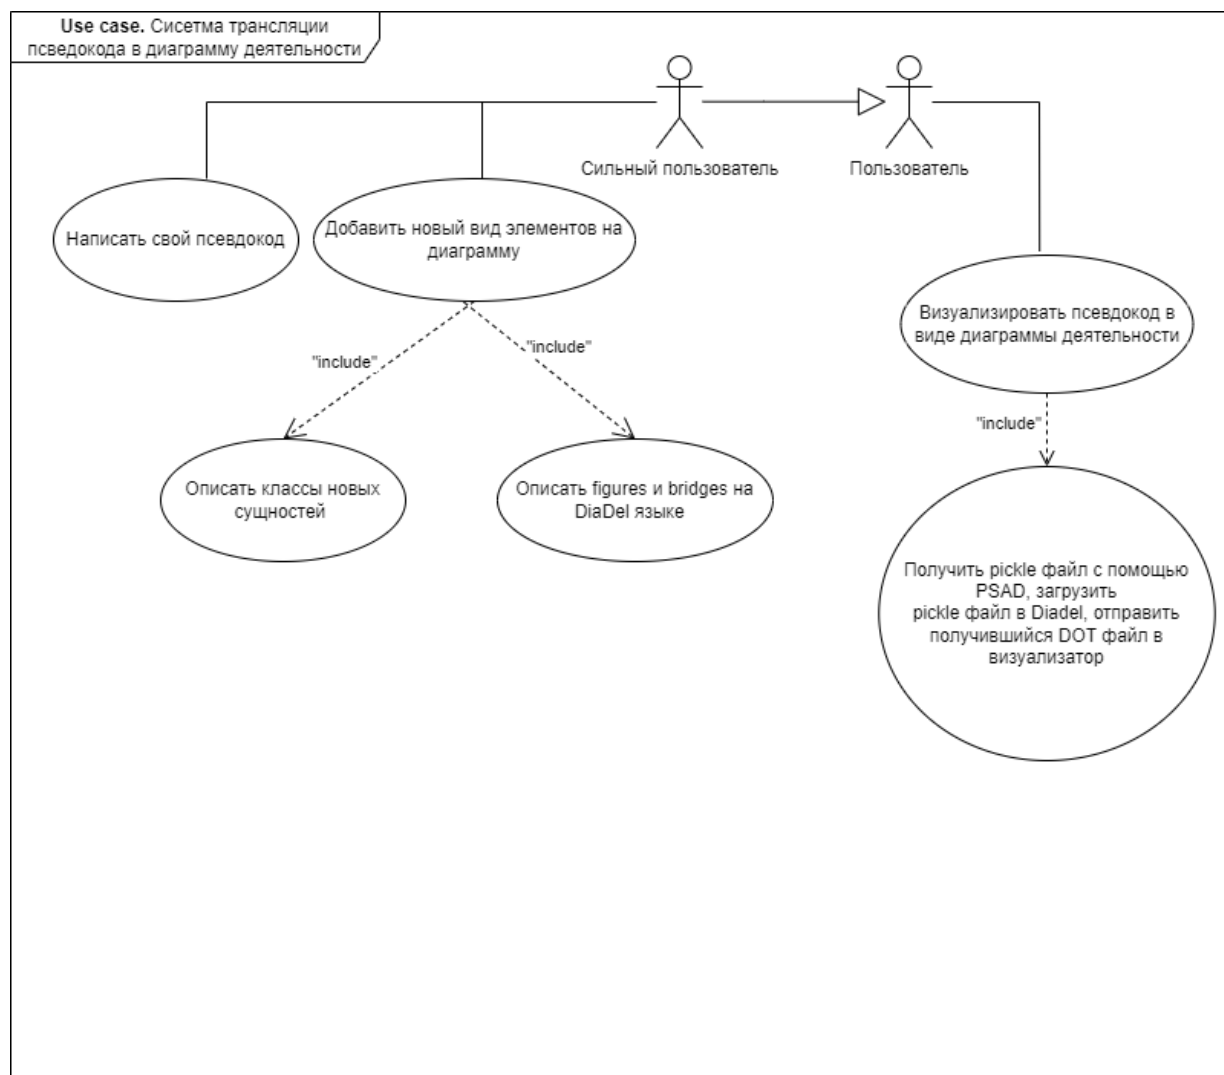 Use case. Сисетма трансляции
псведокода в диаграмму деятельности
Сильный пользователь
Пользователь
Написать свой псевдокод
Добавить новый вид элементов на
диаграмму
Визуализировать псевдокод в
виде диаграммы деятельности
"include"
"include"
"include"
Описать классы новых
сущностей
Описать figures и bridges на
DiaDel языке
Получить pickle файл с помощью
PSAD, загрузить
pickle файл в Diadel, отправить
получившийся DOT файл в
визуализатор